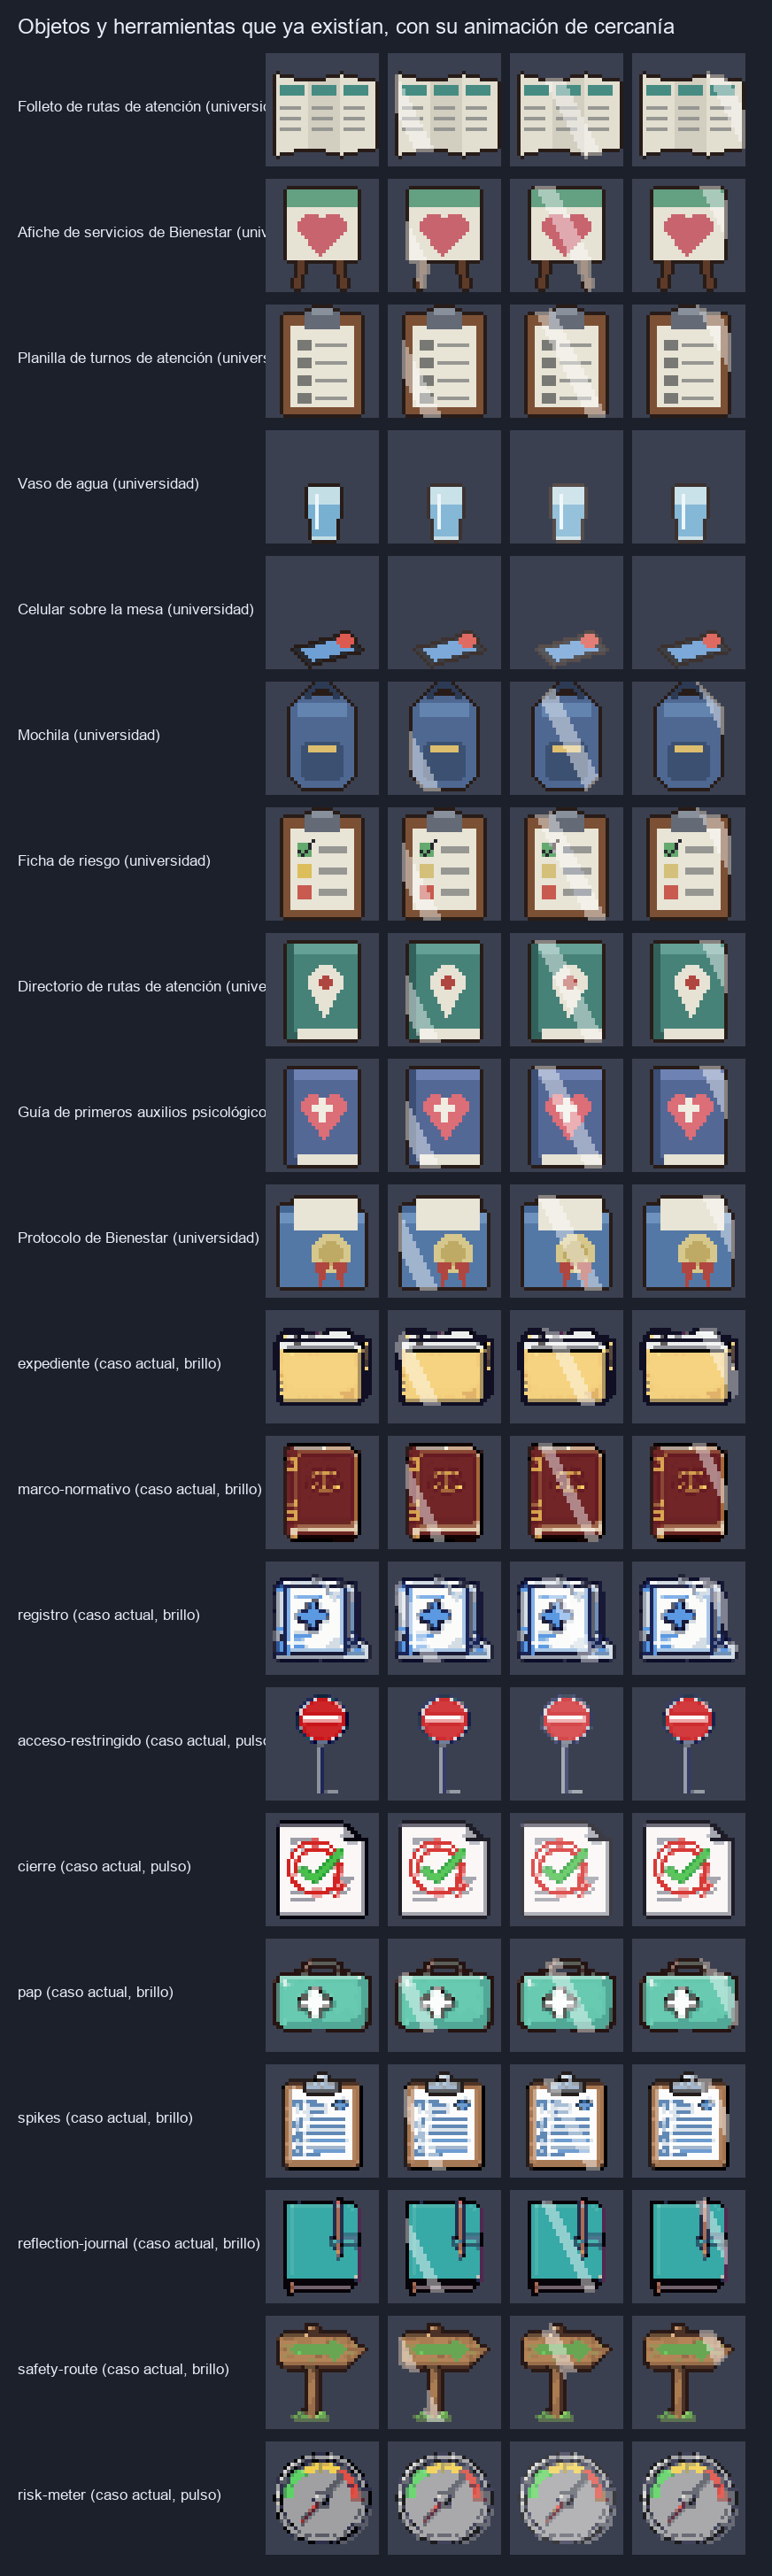 Objetos y herramientas que ya existían, con su animación de cercanía
Folleto de rutas de atención (universid
Afiche de servicios de Bienestar (univ
Planilla de turnos de atención (univers
Vaso de agua (universidad)
Celular sobre la mesa (universidad)
Mochila (universidad)
Ficha de riesgo (universidad)
Directorio de rutas de atención (unive
Guía de primeros auxilios psicológico
Protocolo de Bienestar (universidad)
expediente (caso actual, brillo)
marco-normativo (caso actual, brillo)
registro (caso actual, brillo)
acceso-restringido (caso actual, pulso
cierre (caso actual, pulso)
pap (caso actual, brillo)
spikes (caso actual, brillo)
reflection-journal (caso actual, brillo)
safety-route (caso actual, brillo)
risk-meter (caso actual, pulso)